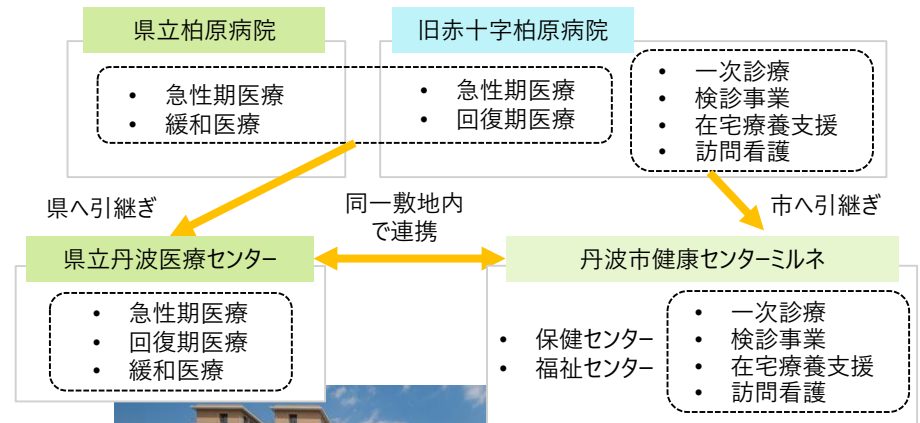 県立柏原病院
旧赤十字柏原病院
• 急性期医療
• 緩和医療
• 急性期医療
• 回復期医療
• 一次診療
• 検診事業
• 在宅療養支援
• 訪問看護
県へ引継ぎ
同一敷地内
で連携
市へ引継ぎ
県立丹波医療センター
丹波市健康センターミルネ
• 急性期医療
• 回復期医療
• 緩和医療
• 保健センター
• 福祉センター
• 一次診療
• 検診事業
• 在宅療養支援
• 訪問看護